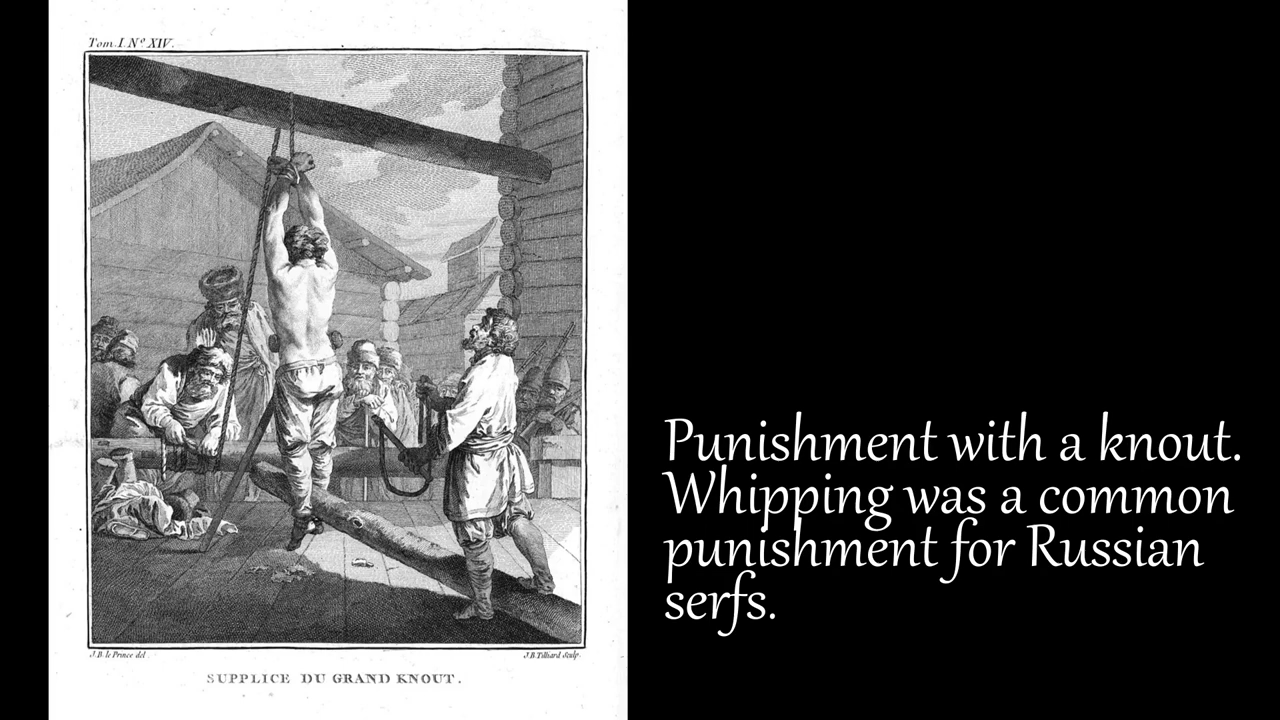 Tom. I. Nº XIV.
J. B. le Prince del.
J. B. Tilliard Sculp.
SUPPLICE DU GRAND KNOUT.
Punishment with a knout.
Whipping was a common
punishment for Russian
serfs.